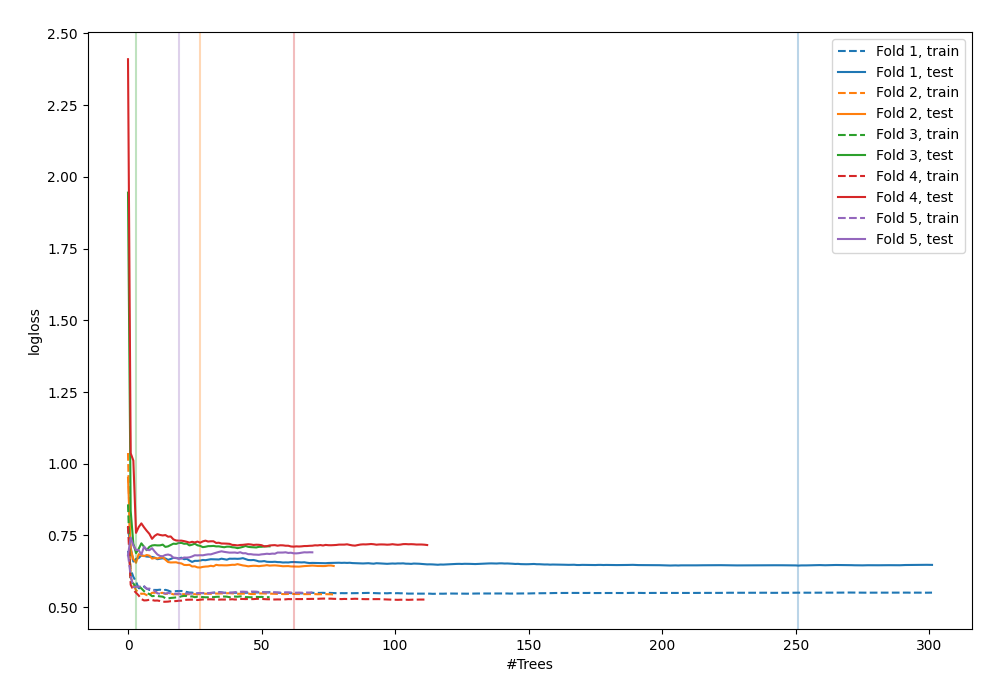 2.50
2.25
2.00
1.75
1.50
1.25
1.00
0.75
0.50
logloss
0
50
100
150
200
250
300
#Trees
Fold 1, train
Fold 1, test
Fold 2, train
Fold 2, test
Fold 3, train
Fold 3, test
Fold 4, train
Fold 4, test
Fold 5, train
Fold 5, test